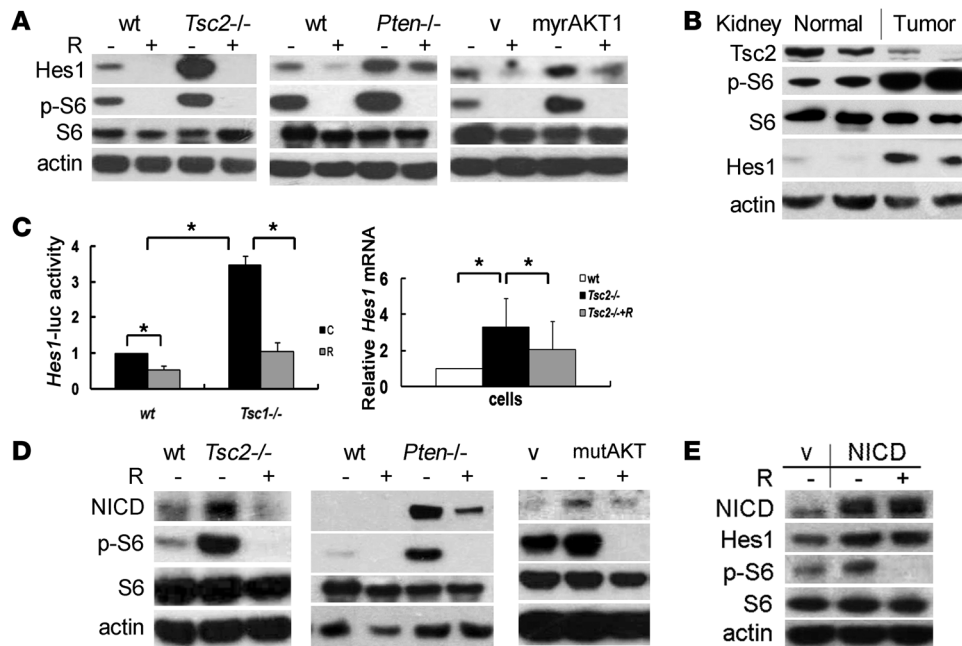 A
wt Tsc2-/- wt Pten-/- v myrAKT1
R - + - + - + - + - + - +
Hes1
p-S6
S6
actin
B
Kidney Normal Tumor
Tsc2
p-S6
S6
Hes1
actin
C
Hes1-luc activity
4
3
2
1
0
* * *
wt Tsc1-/-
C
R
Relative Hes1 mRNA
6
4
2
0
* *
cells
wt
Tsc2-/-
Tsc2-/-+R
D
wt Tsc2-/- wt Pten-/- v mutAKT
R - - + - + - + - - +
NICD
p-S6
S6
actin
E
v NICD
R - - +
NICD
Hes1
p-S6
S6
actin